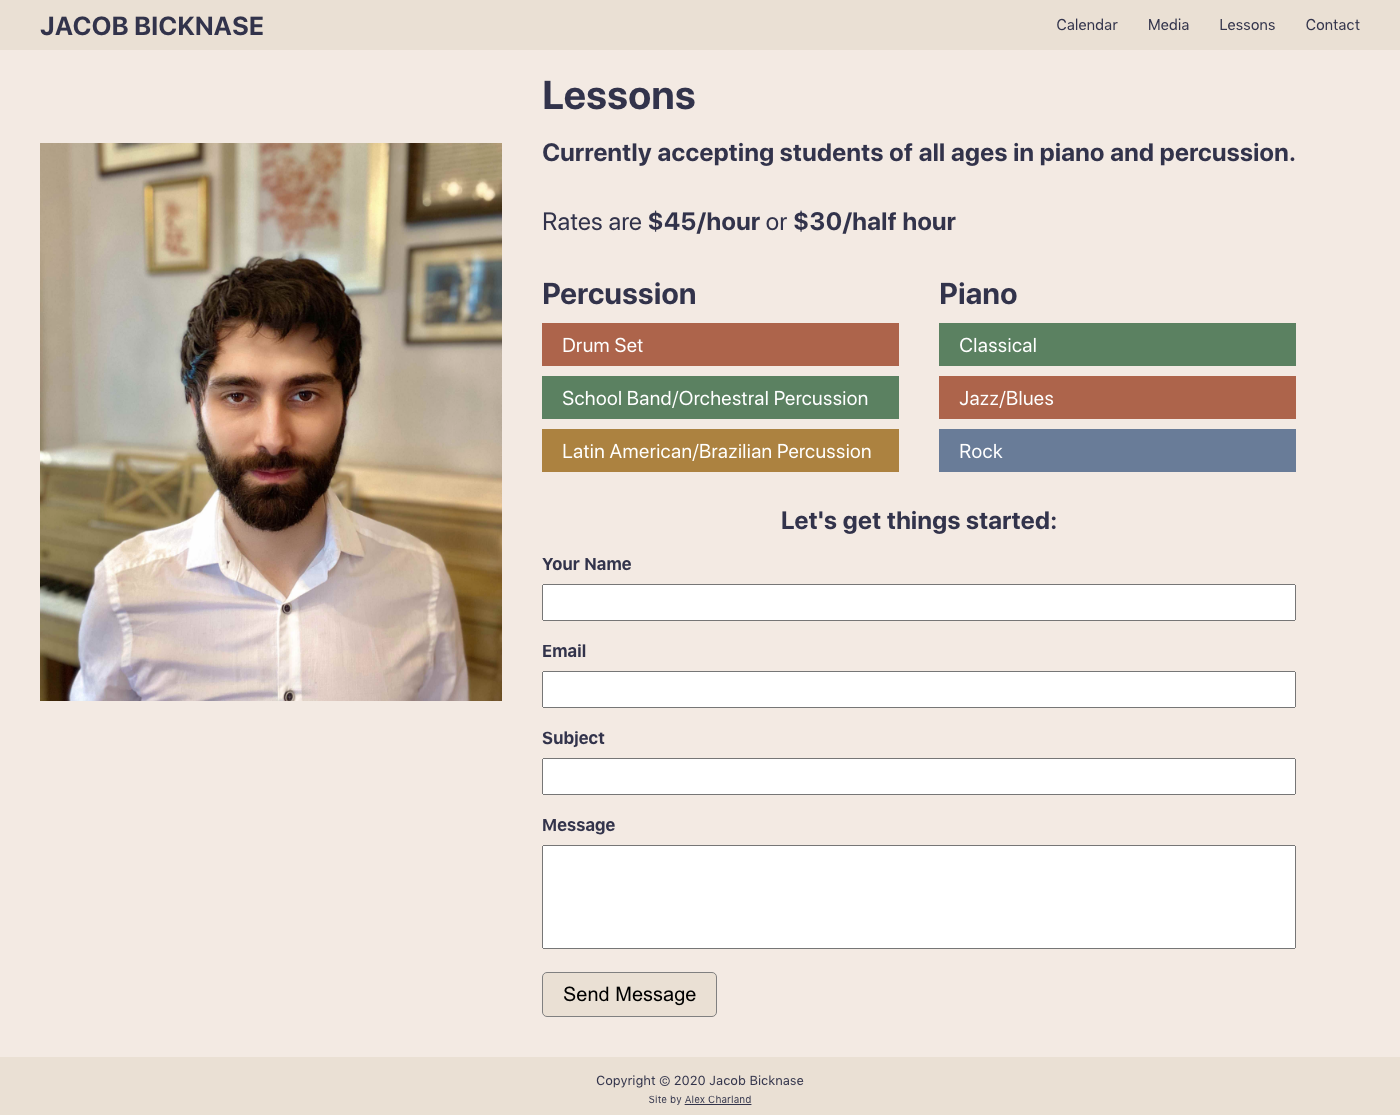 JACOB BICKNASE
Calendar
Media
Lessons
Contact
Lessons
Currently accepting students of all ages in piano and percussion.
Rates are $45/hour or $30/half hour
Percussion
Drum Set
School Band/Orchestral Percussion
Latin American/Brazilian Percussion
Piano
Classical
Jazz/Blues
Rock
Let's get things started:
Your Name
Email
Subject
Message
Send Message
Copyright © 2020 Jacob Bicknase
Site by Alex Charland